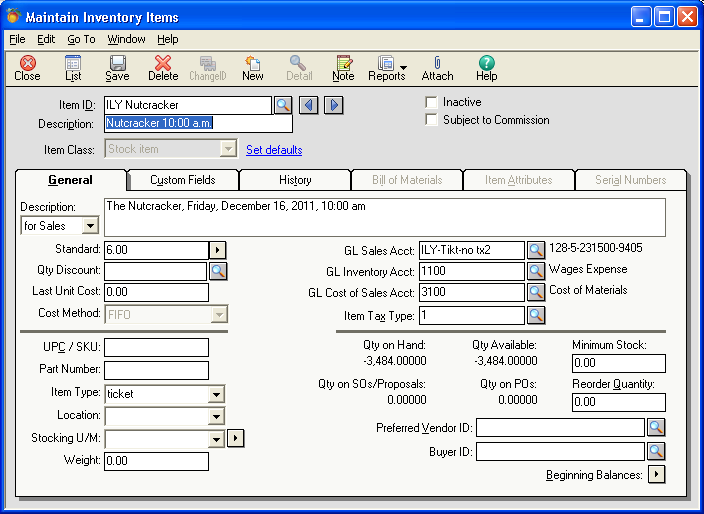 Maintain Inventory Items
File Edit Go To Window Help
Close List Save Delete ChangeID New Detail Note Reports Attach Help
Item ID: ILY Nutcracker
Inactive
Description: Nutcracker 10:00 a.m.
Subject to Commission
Item Class: Stock item Set defaults
General Custom Fields History Bill of Materials Item Attributes Serial Numbers
Description: The Nutcracker, Friday, December 16, 2011, 10:00 am
for Sales
Standard: 6.00 GL Sales Acct: ILY-Tikt-no tx2 128-5-231500-9405
Qty Discount: GL Inventory Acct: 1100 Wages Expense
Last Unit Cost: 0.00 GL Cost of Sales Acct: 3100 Cost of Materials
Cost Method: FIFO Item Tax Type: 1
UPC / SKU: Qty on Hand: Qty Available: Minimum Stock:
-3,484.00000 -3,484.00000 0.00
Part Number:
Item Type: ticket Qty on SOs/Proposals: Qty on POs: Reorder Quantity:
0.00000 0.00000 0.00
Location:
Preferred Vendor ID:
Stocking U/M:
Buyer ID:
Weight: 0.00
Beginning Balances: